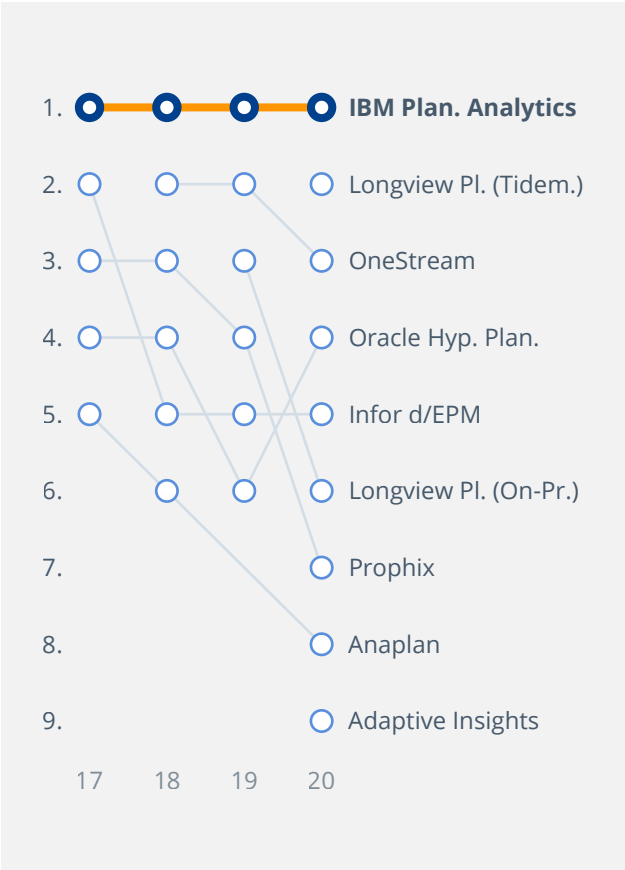 1. IBM Plan. Analytics
2. Longview Pl. (Tidem.)
3. OneStream
4. Oracle Hyp. Plan.
5. Infor d/EPM
6. Longview Pl. (On-Pr.)
7. Prophix
8. Anaplan
9. Adaptive Insights
17 18 19 20